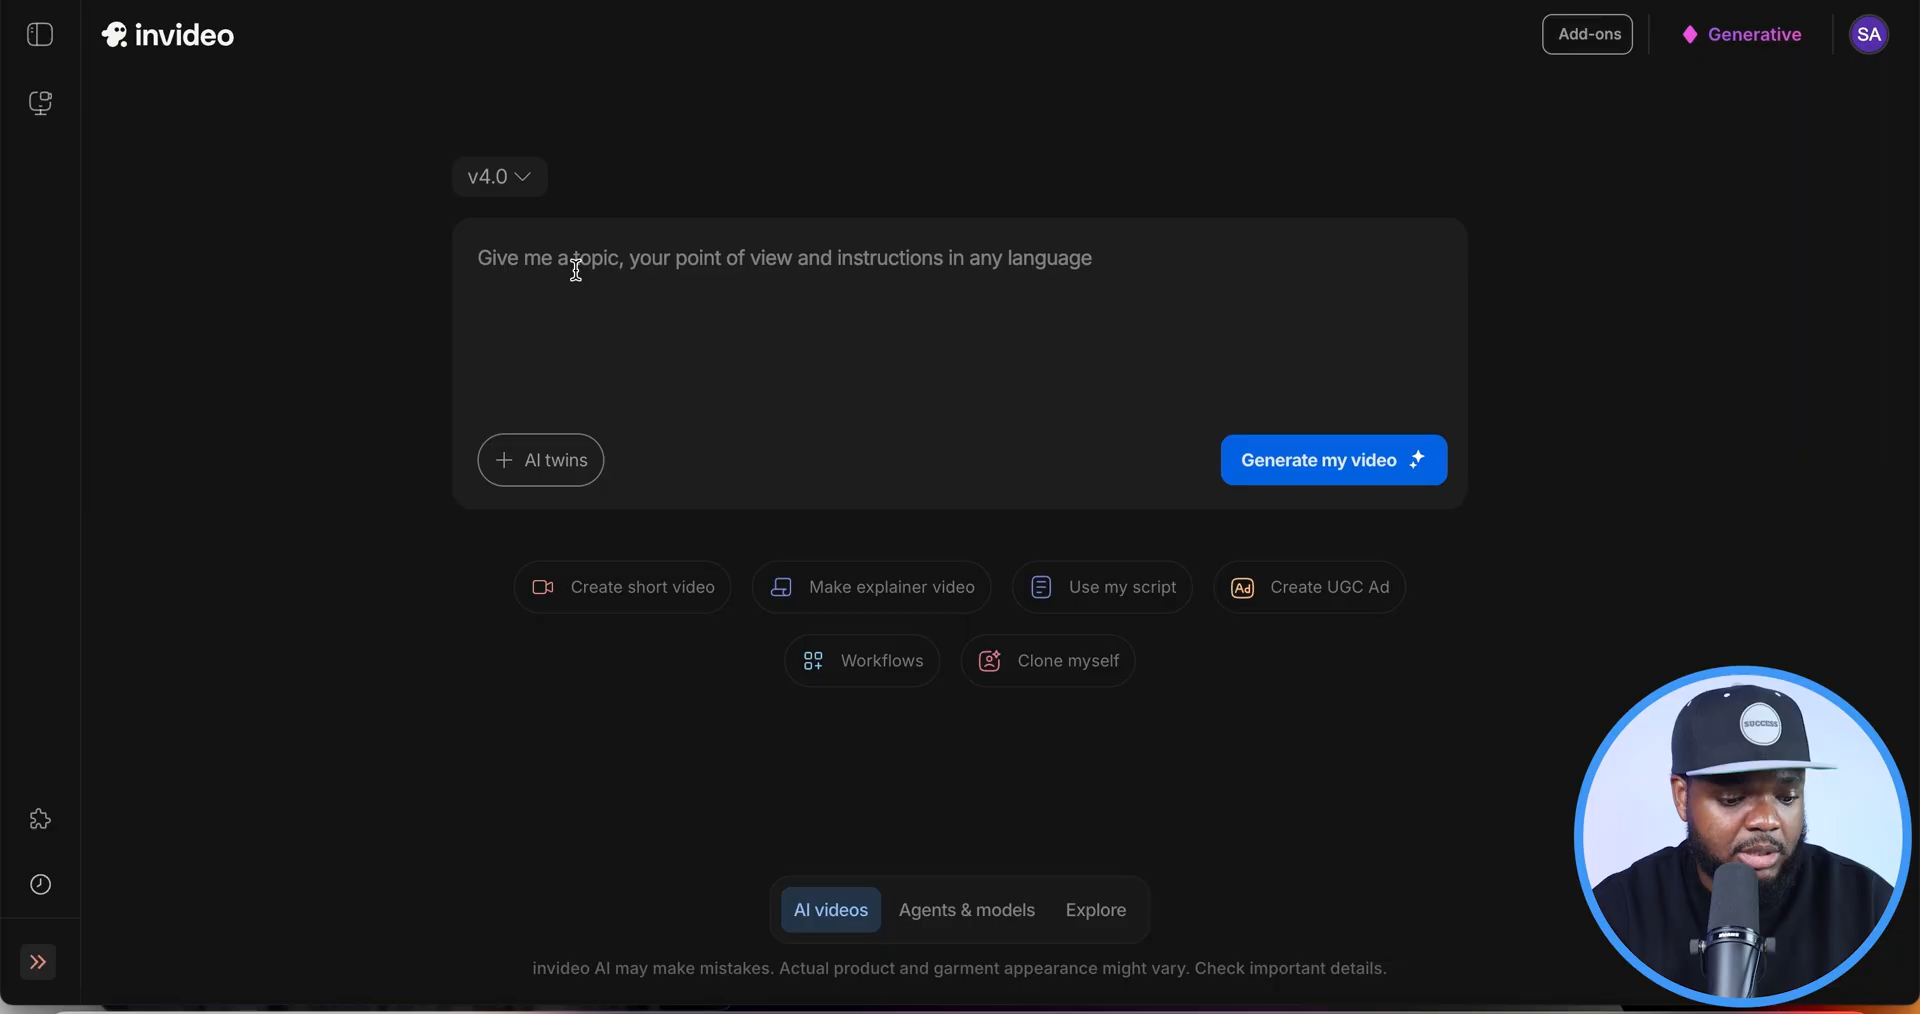 invideo
Add-ons
Generative
SA
v4.0
Give me a topic, your point of view and instructions in any language
AI twins
Generate my video
Create short video
Make explainer video
Use my script
Ad
Create UGC Ad
Workflows
Clone myself
SUCCESS
AI videos
Agents & models
Explore
invideo AI may make mistakes. Actual product and garment appearance might vary. Check important details.